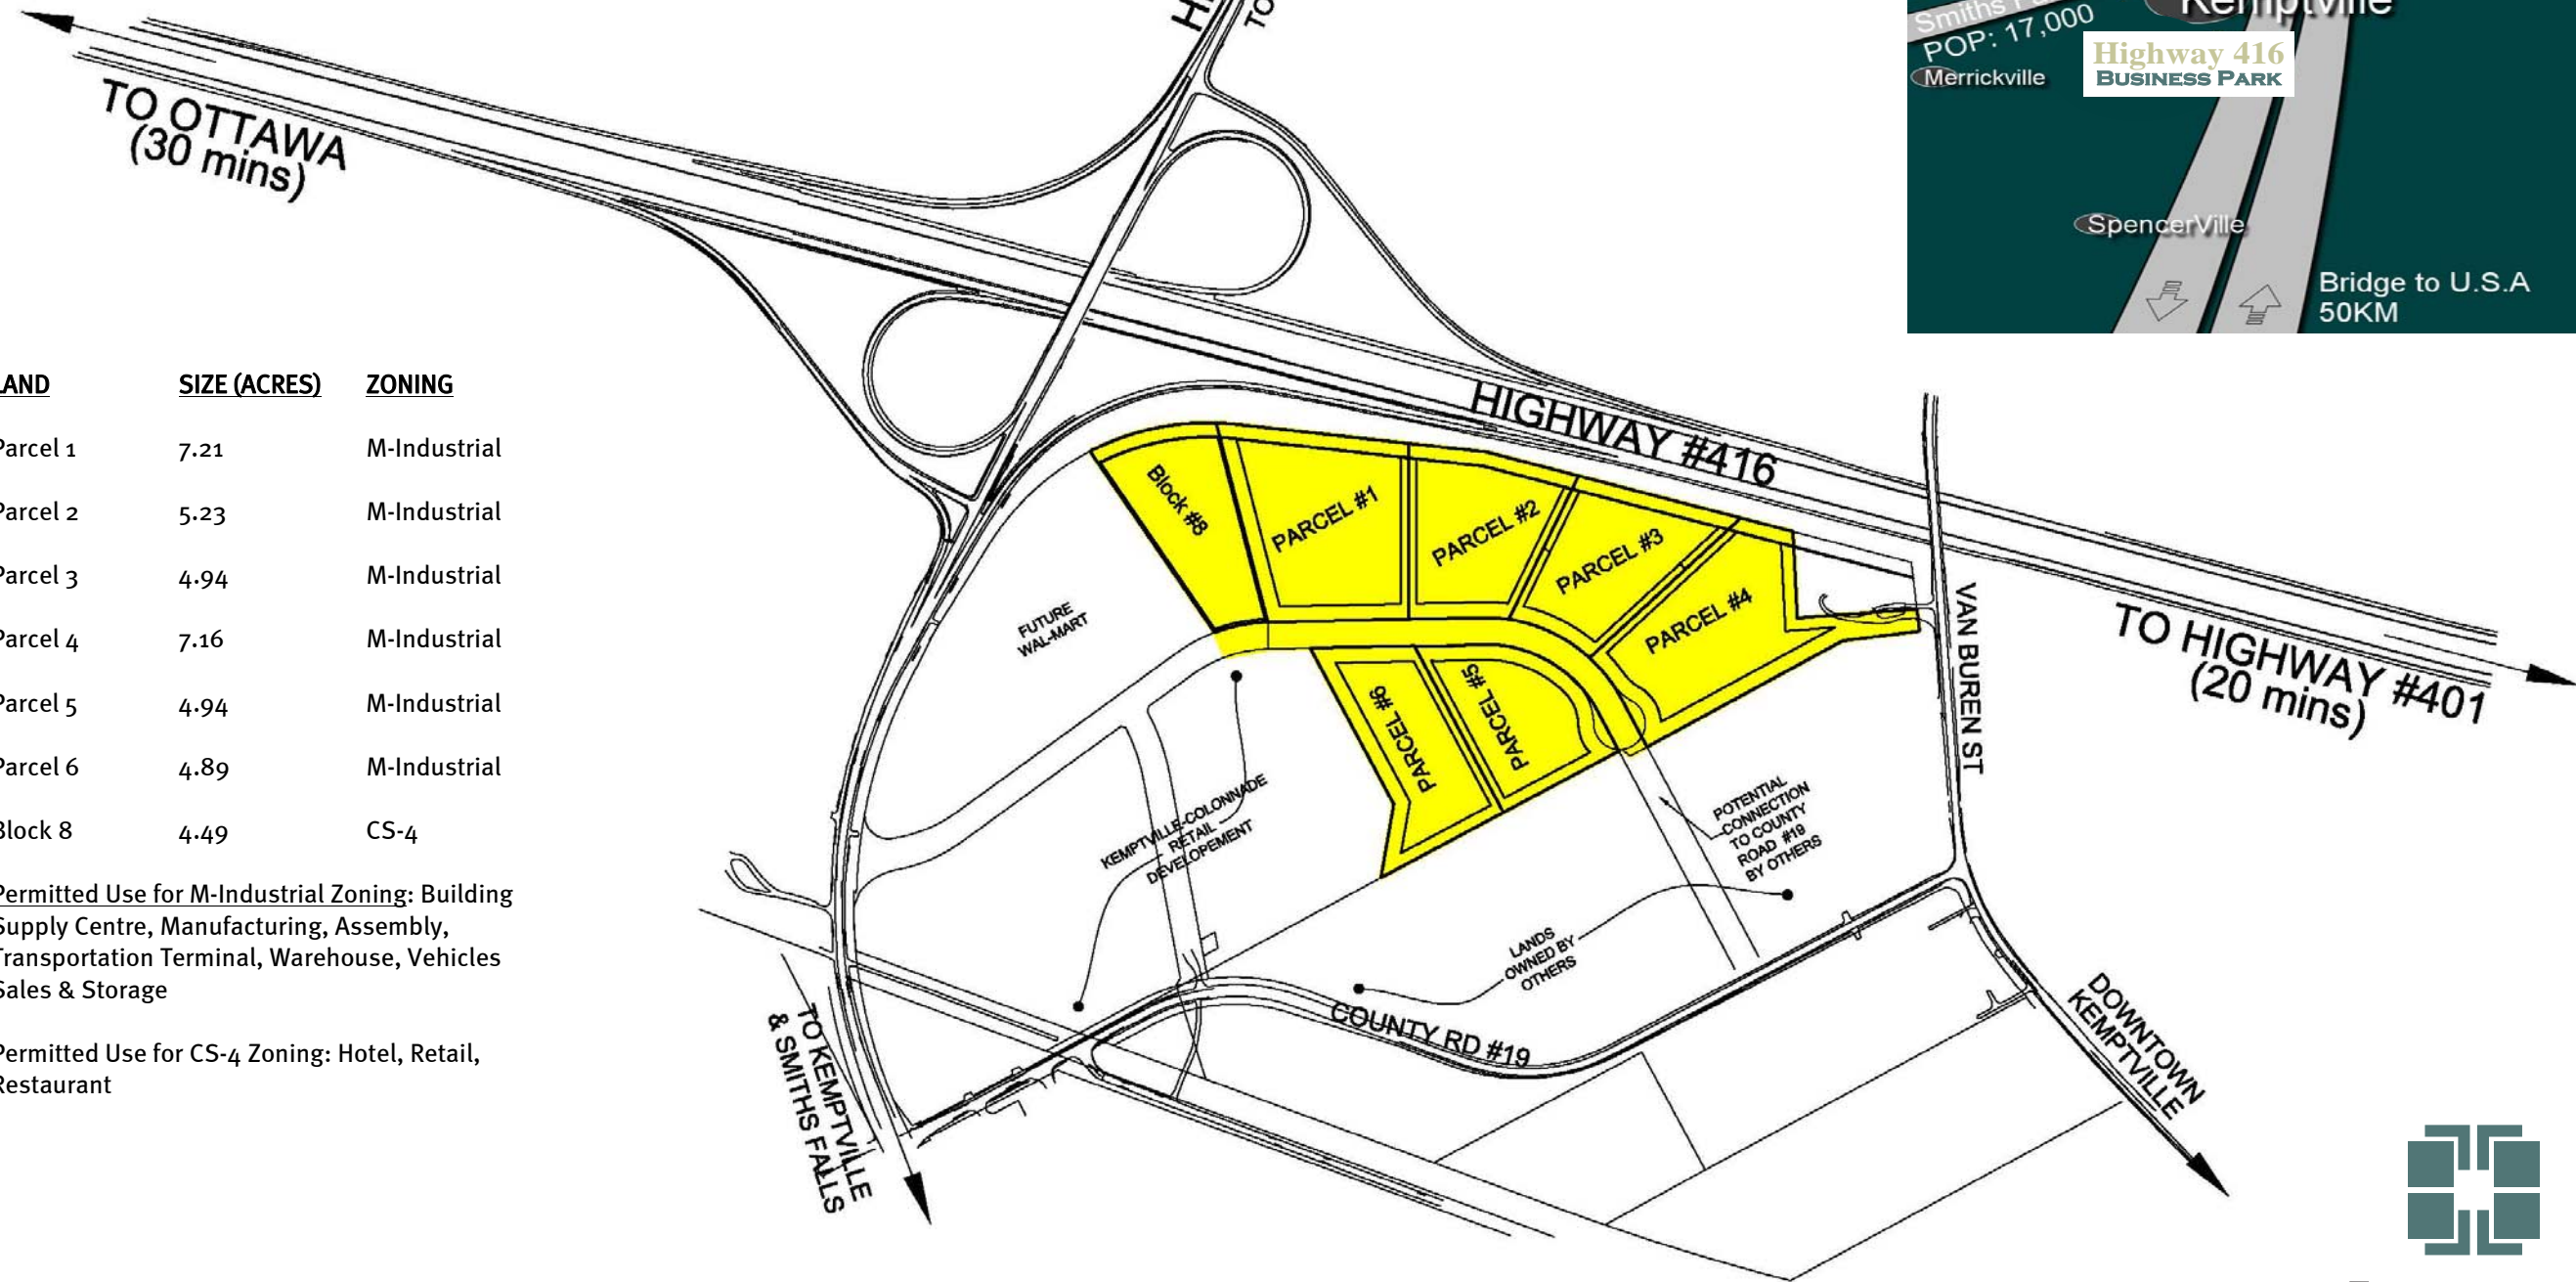 TO OTTAWA
(30 mins)
TO
Smiths
POP: 17,000
Kemptville
Merrickville
Highway 416
BUSINESS PARK
SpencerVille
Bridge to U.S.A
50KM
LAND SIZE (ACRES) ZONING
Parcel 1 7.21 M-Industrial
Parcel 2 5.23 M-Industrial
Parcel 3 4.94 M-Industrial
Parcel 4 7.16 M-Industrial
Parcel 5 4.94 M-Industrial
Parcel 6 4.89 M-Industrial
Block 8 4.49 CS-4
Permitted Use for M-Industrial Zoning: Building
Supply Centre, Manufacturing, Assembly,
Transportation Terminal, Warehouse, Vehicles
Sales & Storage
Permitted Use for CS-4 Zoning: Hotel, Retail,
Restaurant
HIGHWAY #416
Block #8
PARCEL #1
PARCEL #2
PARCEL #3
PARCEL #4
PARCEL #5
PARCEL #6
FUTURE
WAL-MART
VAN BUREN ST
TO HIGHWAY #401
(20 mins)
KEMPTVILLE-COLONNADE
RETAIL
DEVELOPEMENT
POTENTIAL
CONNECTION
TO COUNTY
ROAD #19
BY OTHERS
LANDS
OWNED BY
OTHERS
COUNTY RD #19
TO KEMPTVILLE
& SMITHS FALLS
DOWNTOWN
KEMPTVILLE